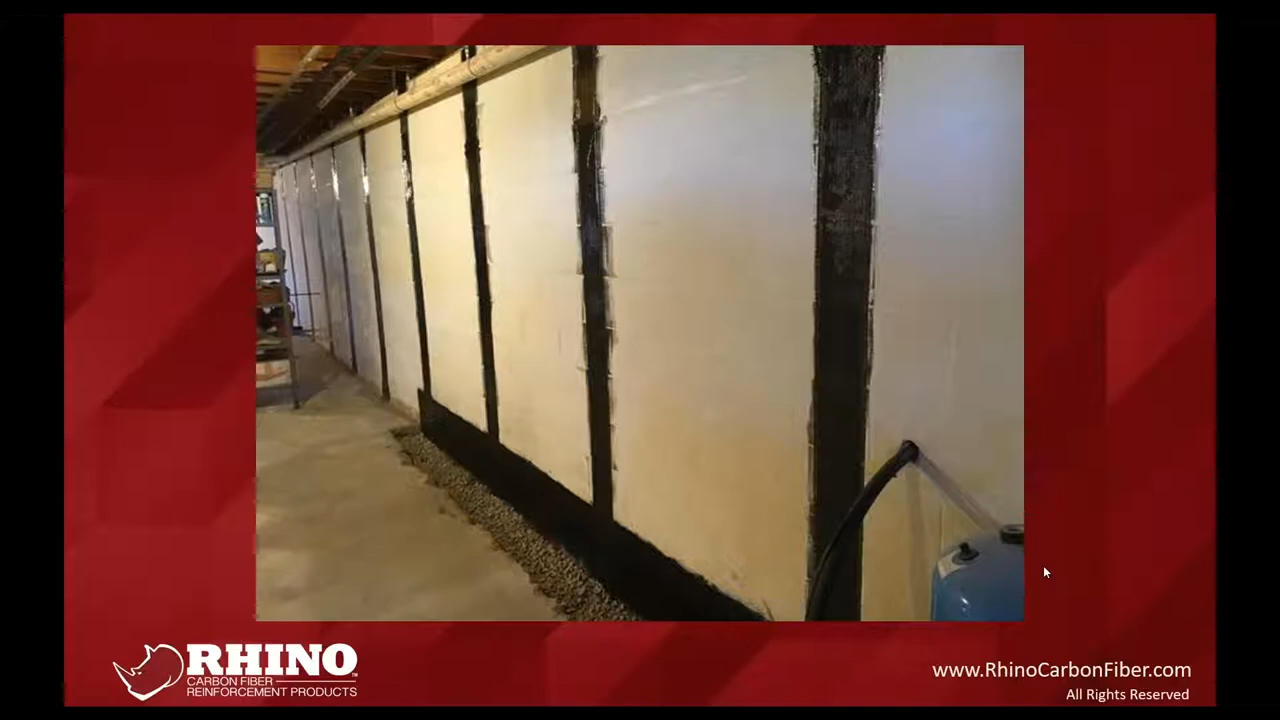 RHINO
CARBON FIBER
REINFORCEMENT PRODUCTS
www.RhinoCarbonFiber.com
All Rights Reserved